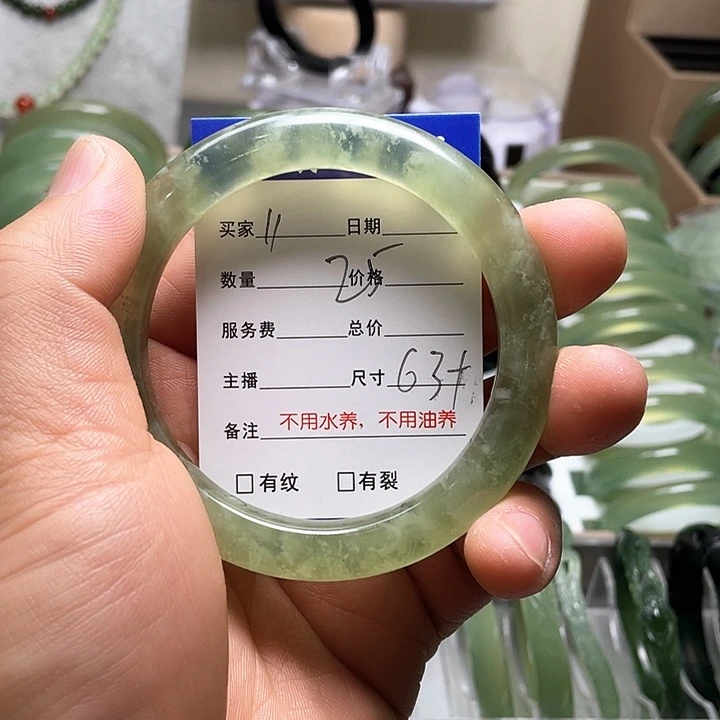 买家 11 日期
数量 25 价格
服务费 总价
主播 尺寸 63+
备注 不用水养，不用油养
□有纹 □有裂